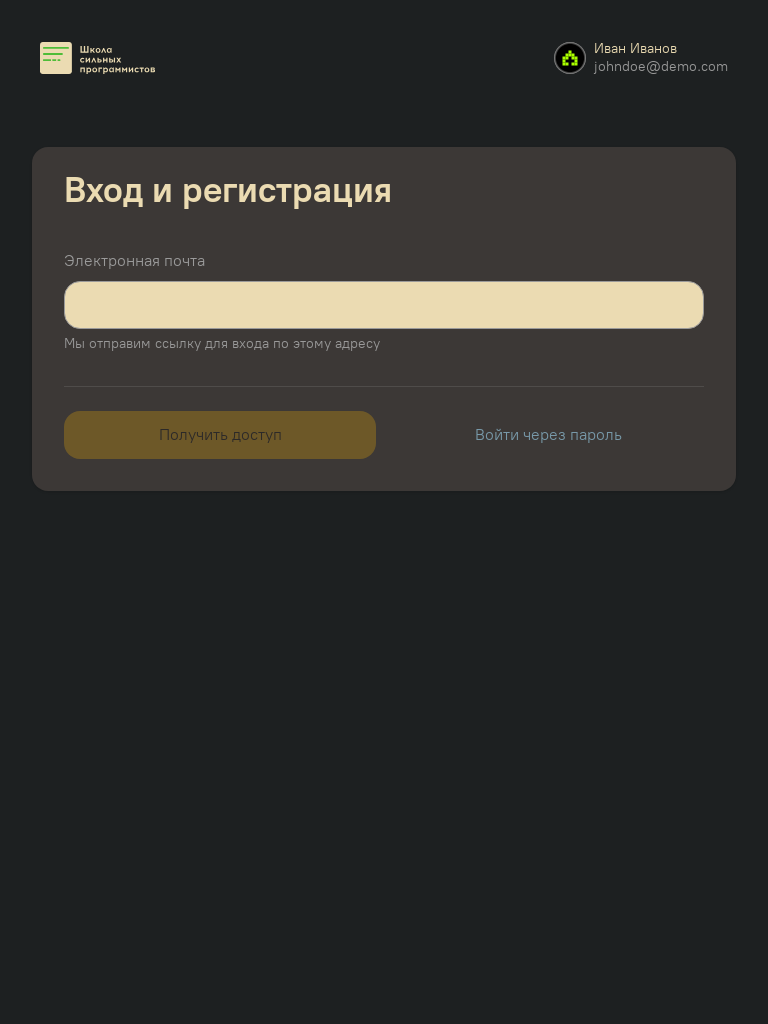 Школа
сильных
программистов
Иван Иванов
johndoe@demo.com
Вход и регистрация
Электронная почта
Мы отправим ссылку для входа по этому адресу
Получить доступ
Войти через пароль